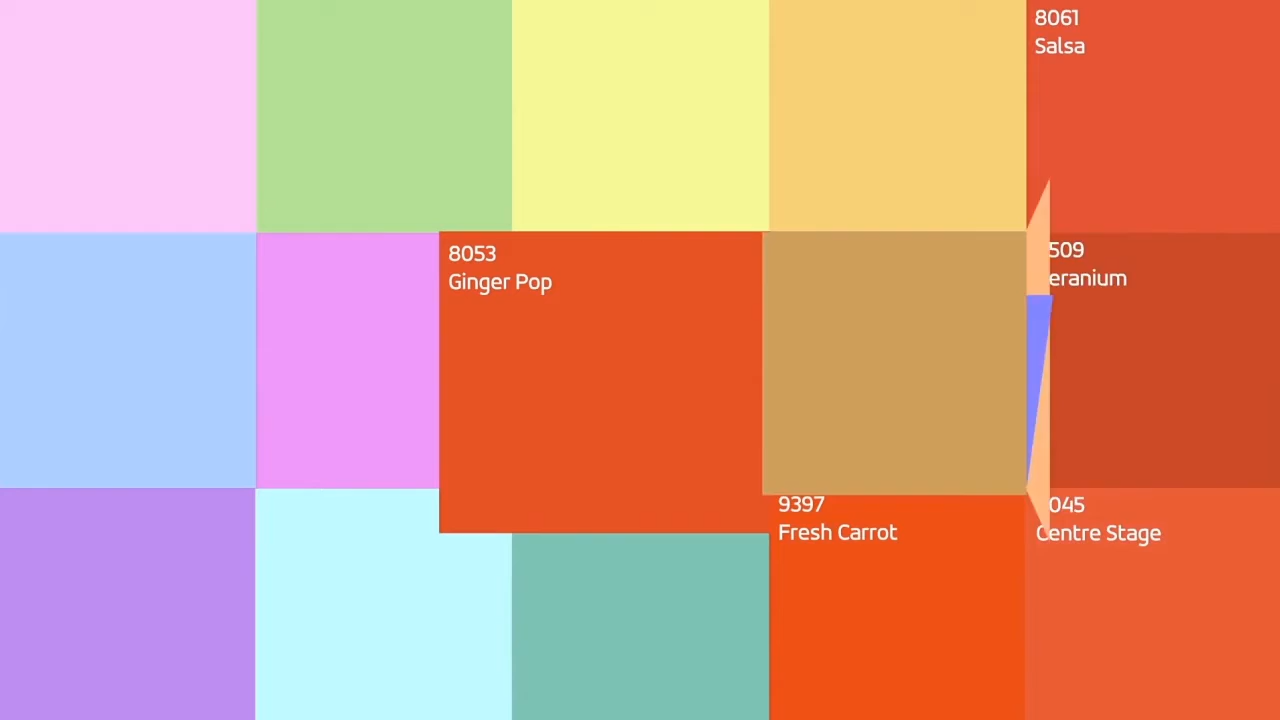 8061
Salsa
8053
Ginger Pop
509
eranium
9397
Fresh Carrot
045
Centre Stage